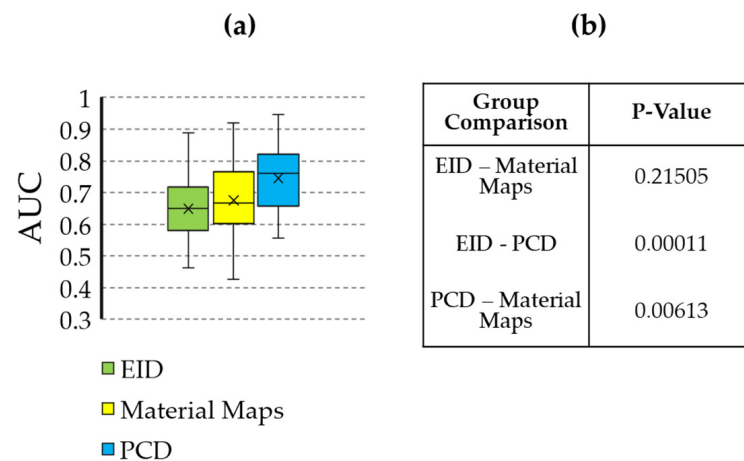 (a)
(b)
1
0.9
0.8
0.7
0.6
0.5
0.4
0.3
AUC
EID
Material Maps
PCD
Group
Comparison
P-Value
EID – Material
Maps
0.21505
EID - PCD
0.00011
PCD – Material
Maps
0.00613